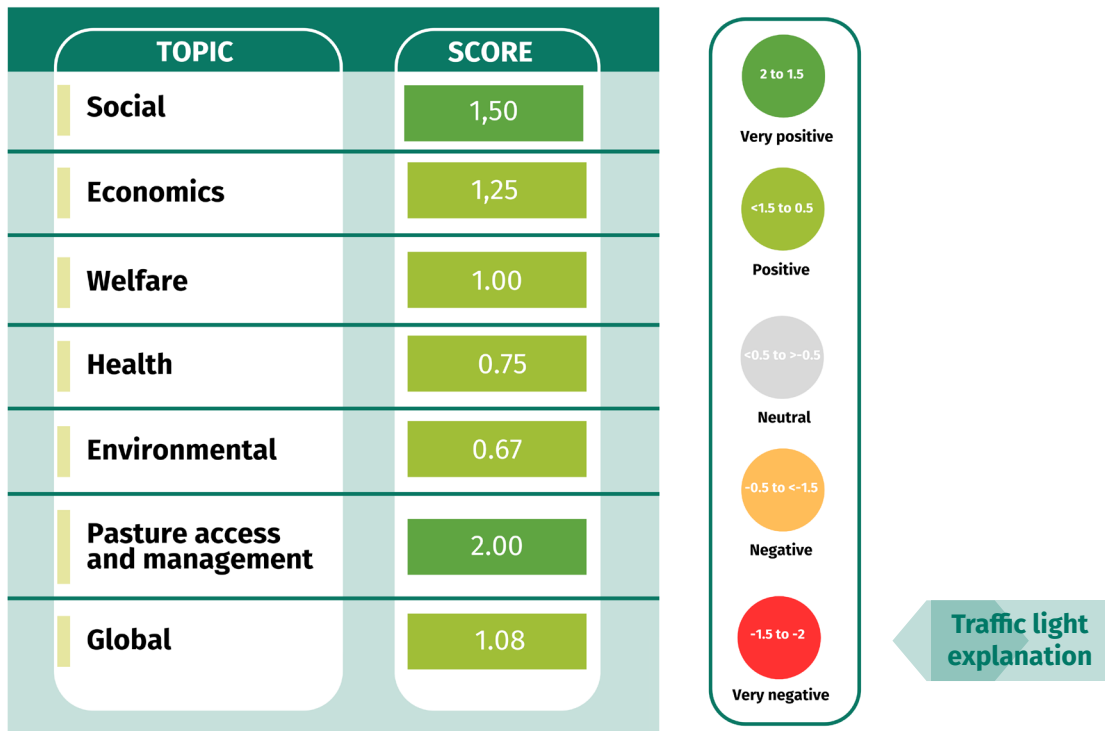 TOPIC SCORE
Social 1,50
Economics 1,25
Welfare 1.00
Health 0.75
Environmental 0.67
Pasture access
and management 2.00
Global 1.08
2 to 1.5
Very positive
<1.5 to 0.5
Positive
<0.5 to >-0.5
Neutral
-0.5 to <-1.5
Negative
-1.5 to -2
Very negative
Traffic light
explanation